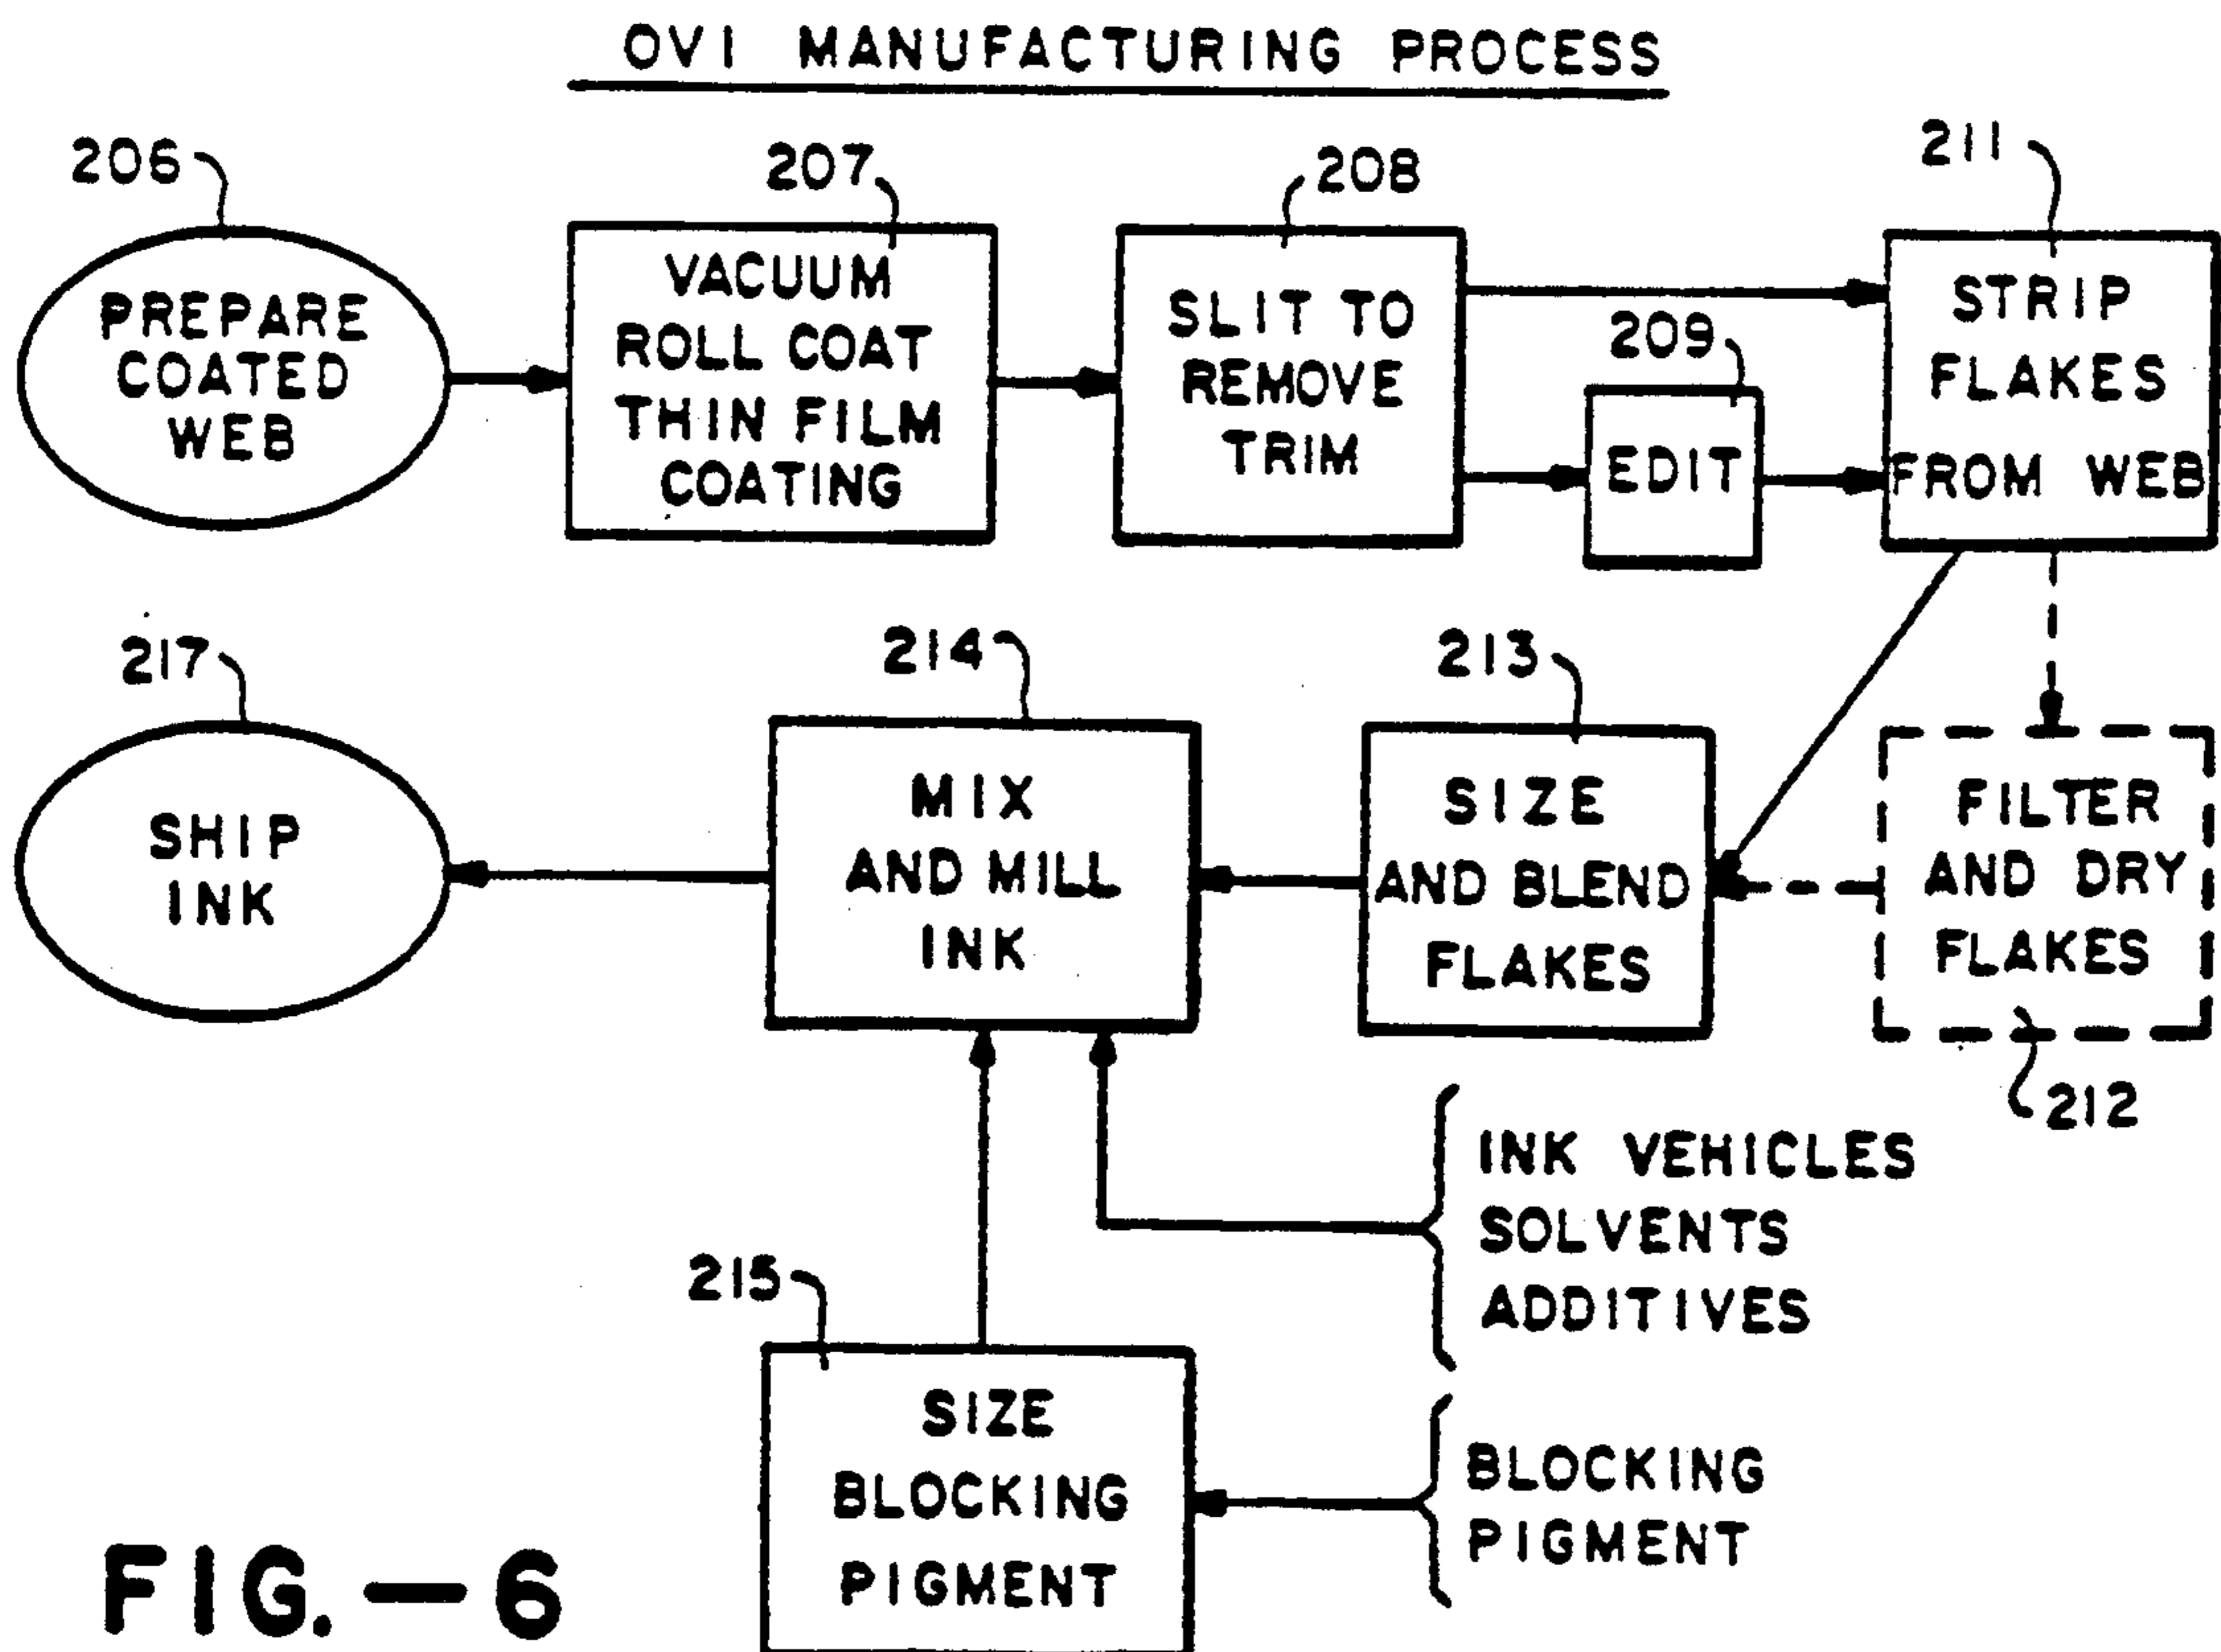 OVI MANUFACTURING PROCESS
206
PREPARE
COATED
WEB
207
VACUUM
ROLL COAT
THIN FILM
COATING
208
SLIT TO
REMOVE
TRIM
209
EDIT
211
STRIP
FLAKES
FROM WEB
217
SHIP
INK
214
MIX
AND MILL
INK
213
SIZE
AND BLEND
FLAKES
FILTER
AND DRY
FLAKES
212
INK VEHICLES
SOLVENTS
ADDITIVES
215
SIZE
BLOCKING
PIGMENT
BLOCKING
PIGMENT
FIG.—6